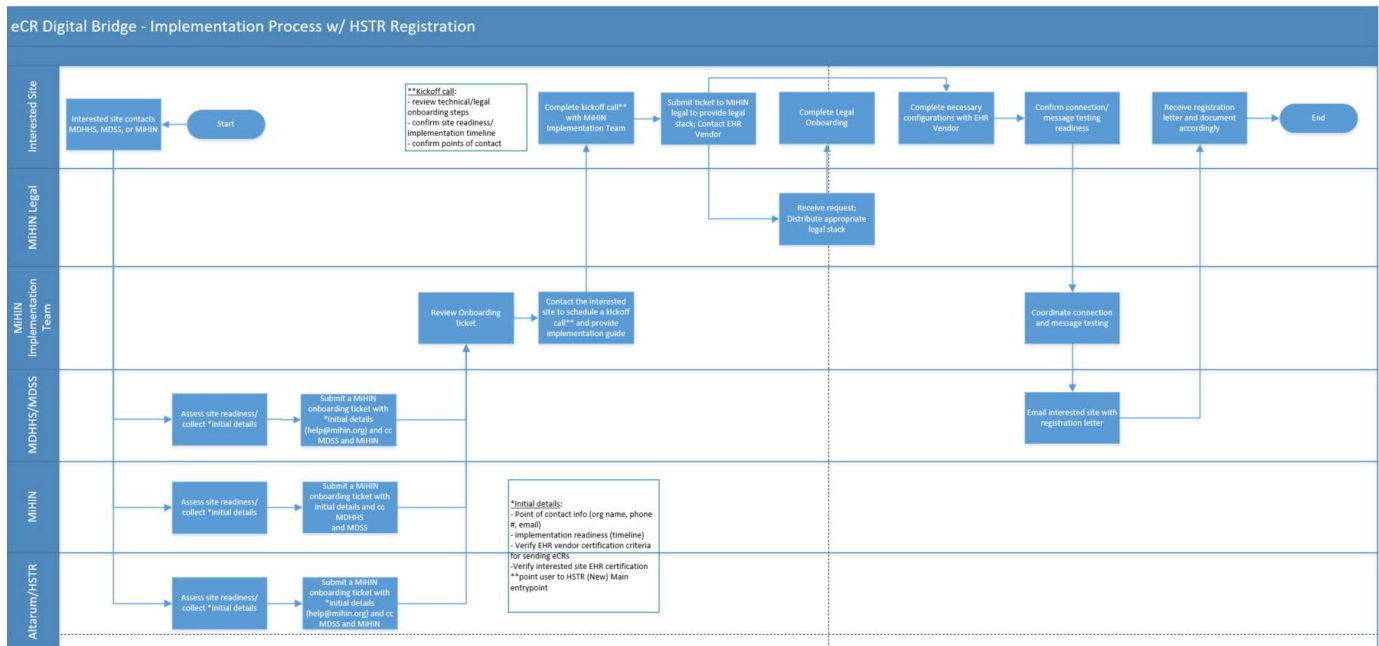 eCR Digital Bridge - Implementation Process w/ HSTR Registration
Interested Site
Interested site contacts
MDHHS, MDSS, or MiHIN
Start
**Kickoff call:
- review technical/legal
onboarding steps
- confirm site readiness/
implementation timeline
- confirm points of contact
Complete kickoff call**
with MiHIN
Implementation Team
Submit ticket to MiHIN
legal to provide legal
stack; Contact EHR
Vendor
Complete Legal
Onboarding
Complete necessary
configurations with EHR
Vendor
Confirm connection/
message testing
readiness
Receive registration
letter and document
accordingly
End
MiHIN Legal
Receive request;
Distribute appropriate
legal stack
MiHIN
Implementation
Team
Review Onboarding
ticket
Contact the interested
site to schedule a kickoff
call** and provide
implementation guide
Coordinate connection
and message testing
MDHHS/MDSS
Assess site readiness/
collect *initial details
Submit a MiHIN
onboarding ticket with
*initial details
(help@mihin.org) and cc
MDSS and MiHIN
Email interested site with
registration letter
MiHIN
Assess site readiness/
collect *initial details
Submit a MiHIN
onboarding ticket with
initial details and cc
MDHHS
and MDSS
*Initial details:
- Point of contact info (org name, phone
#, email)
- implementation readiness (timeline)
- Verify EHR vendor certification criteria
for sending eCRs
-Verify interested site EHR certification
**point user to HSTR (New) Main
entrypoint
Altarum/HSTR
Assess site readiness/
collect *initial details
Submit a MiHIN
onboarding ticket with
*initial details
(help@mihin.org) and cc
MDSS and MiHIN